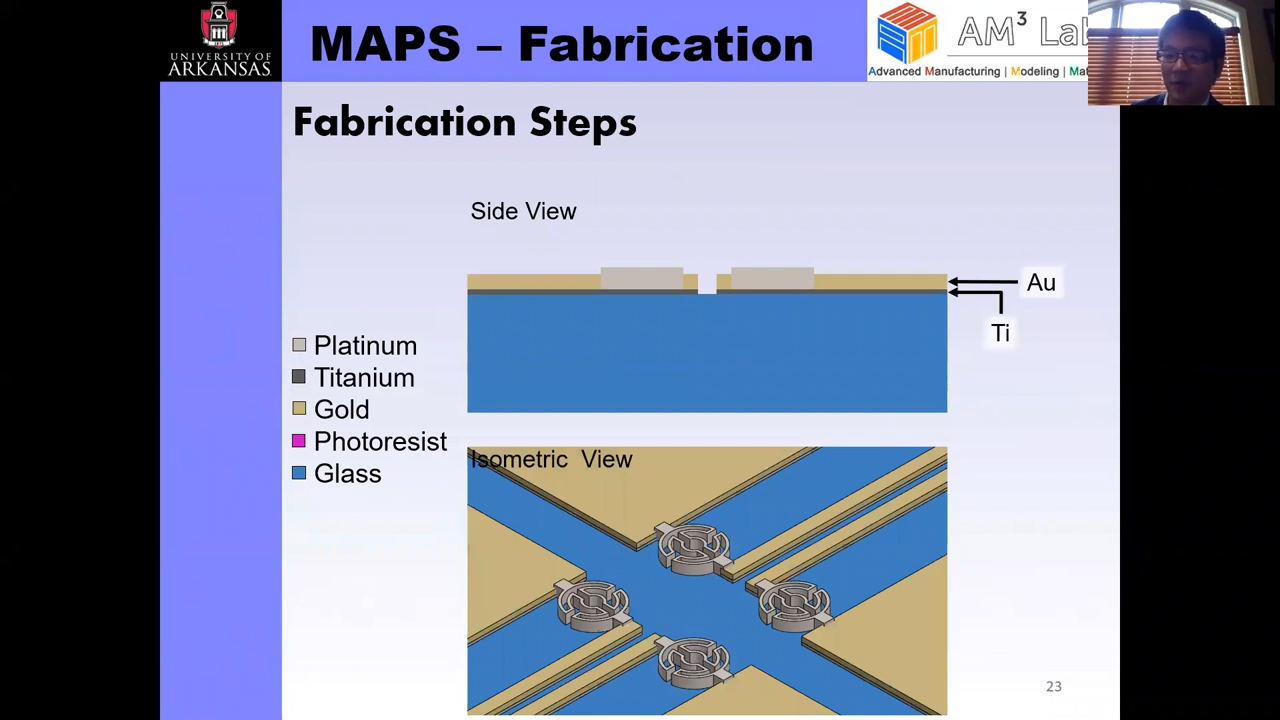 UNIVERSITY OF
ARKANSAS
MAPS – Fabrication
AM³ Lab
Advanced Manufacturing | Modeling |
Fabrication Steps
Side View
Au
Ti
Platinum
Titanium
Gold
Photoresist
Glass
Isometric View
23